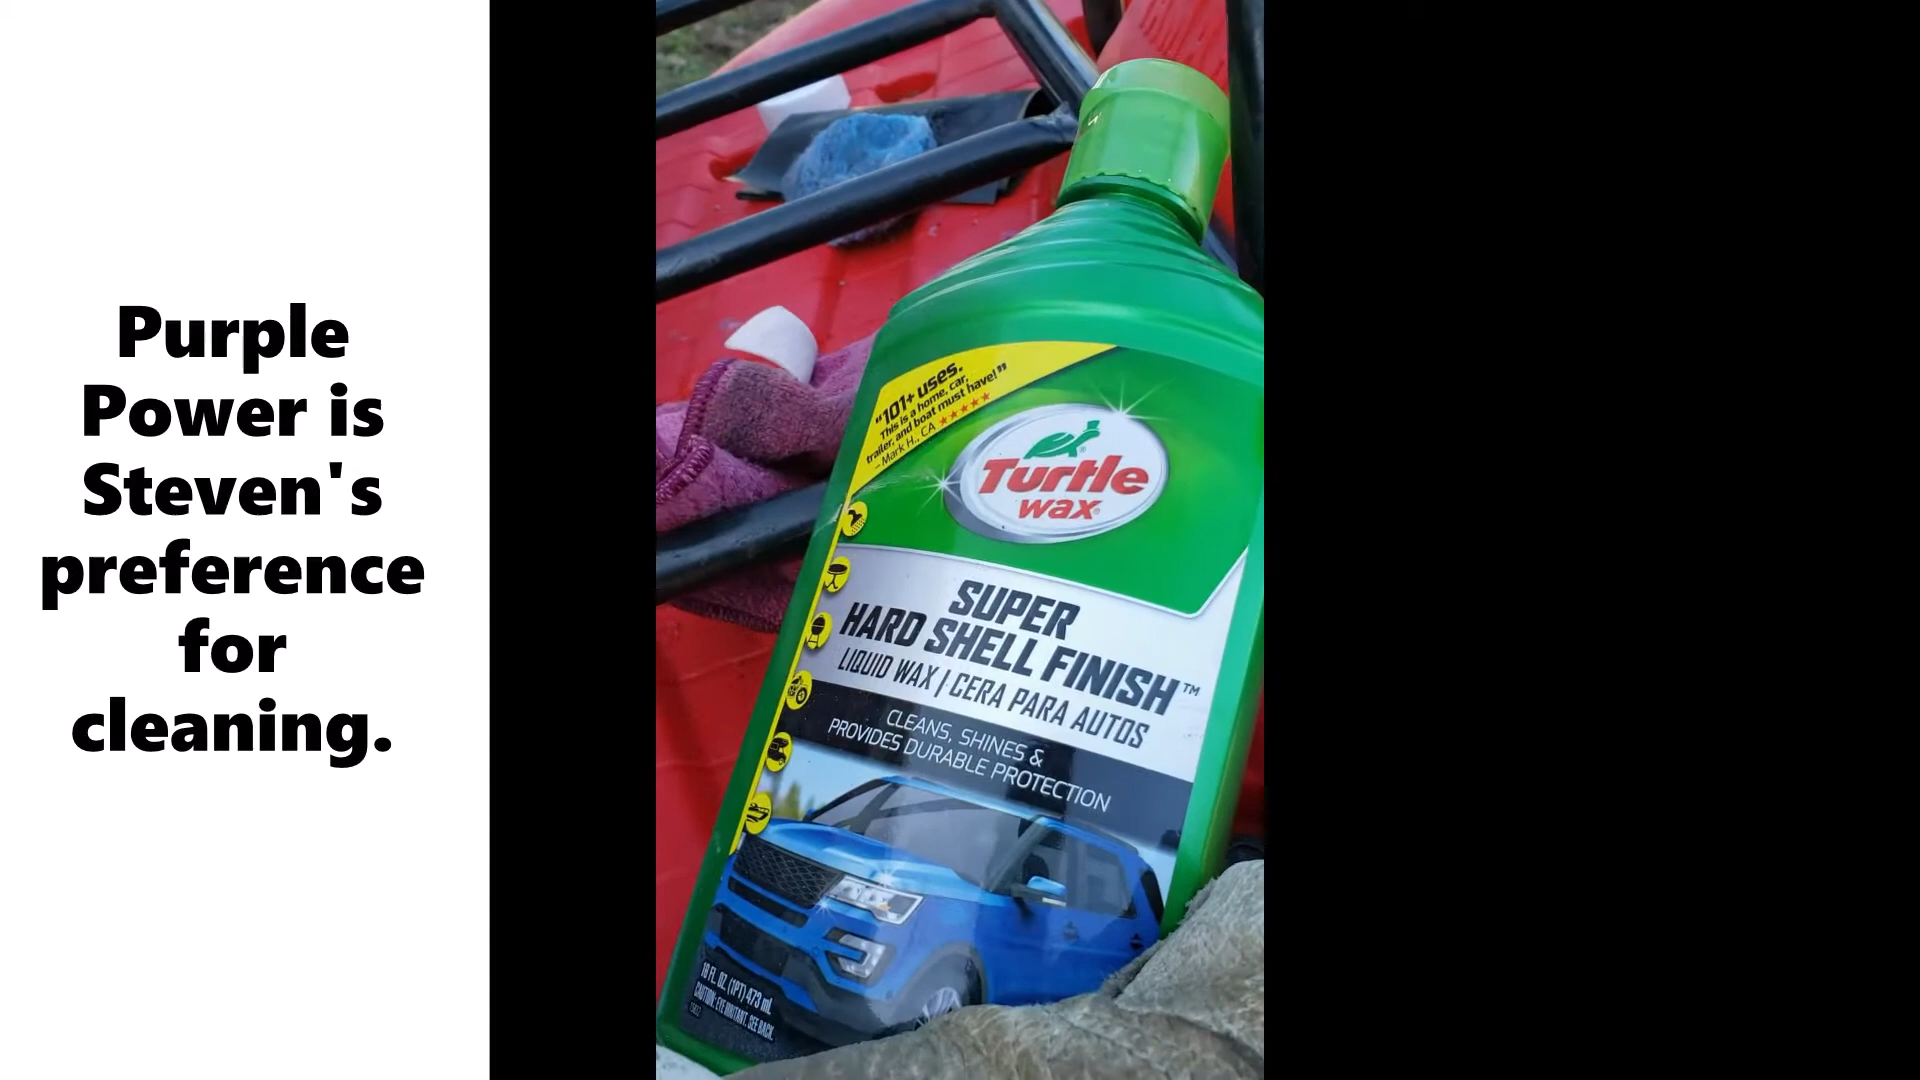 Purple
Power is
Steven's
preference
for
cleaning.
"101+ uses.
This is a home, car,
trailer, and boat must have!"
– Mark H., CA ★★★★★
Turtle
wax®
SUPER
HARD SHELL FINISH™
LIQUID WAX | CERA PARA AUTOS
CLEANS, SHINES &
PROVIDES DURABLE PROTECTION
16 FL. OZ. (1PT) 473 mL
CAUTION: EYE IRRITANT. SEE BACK.